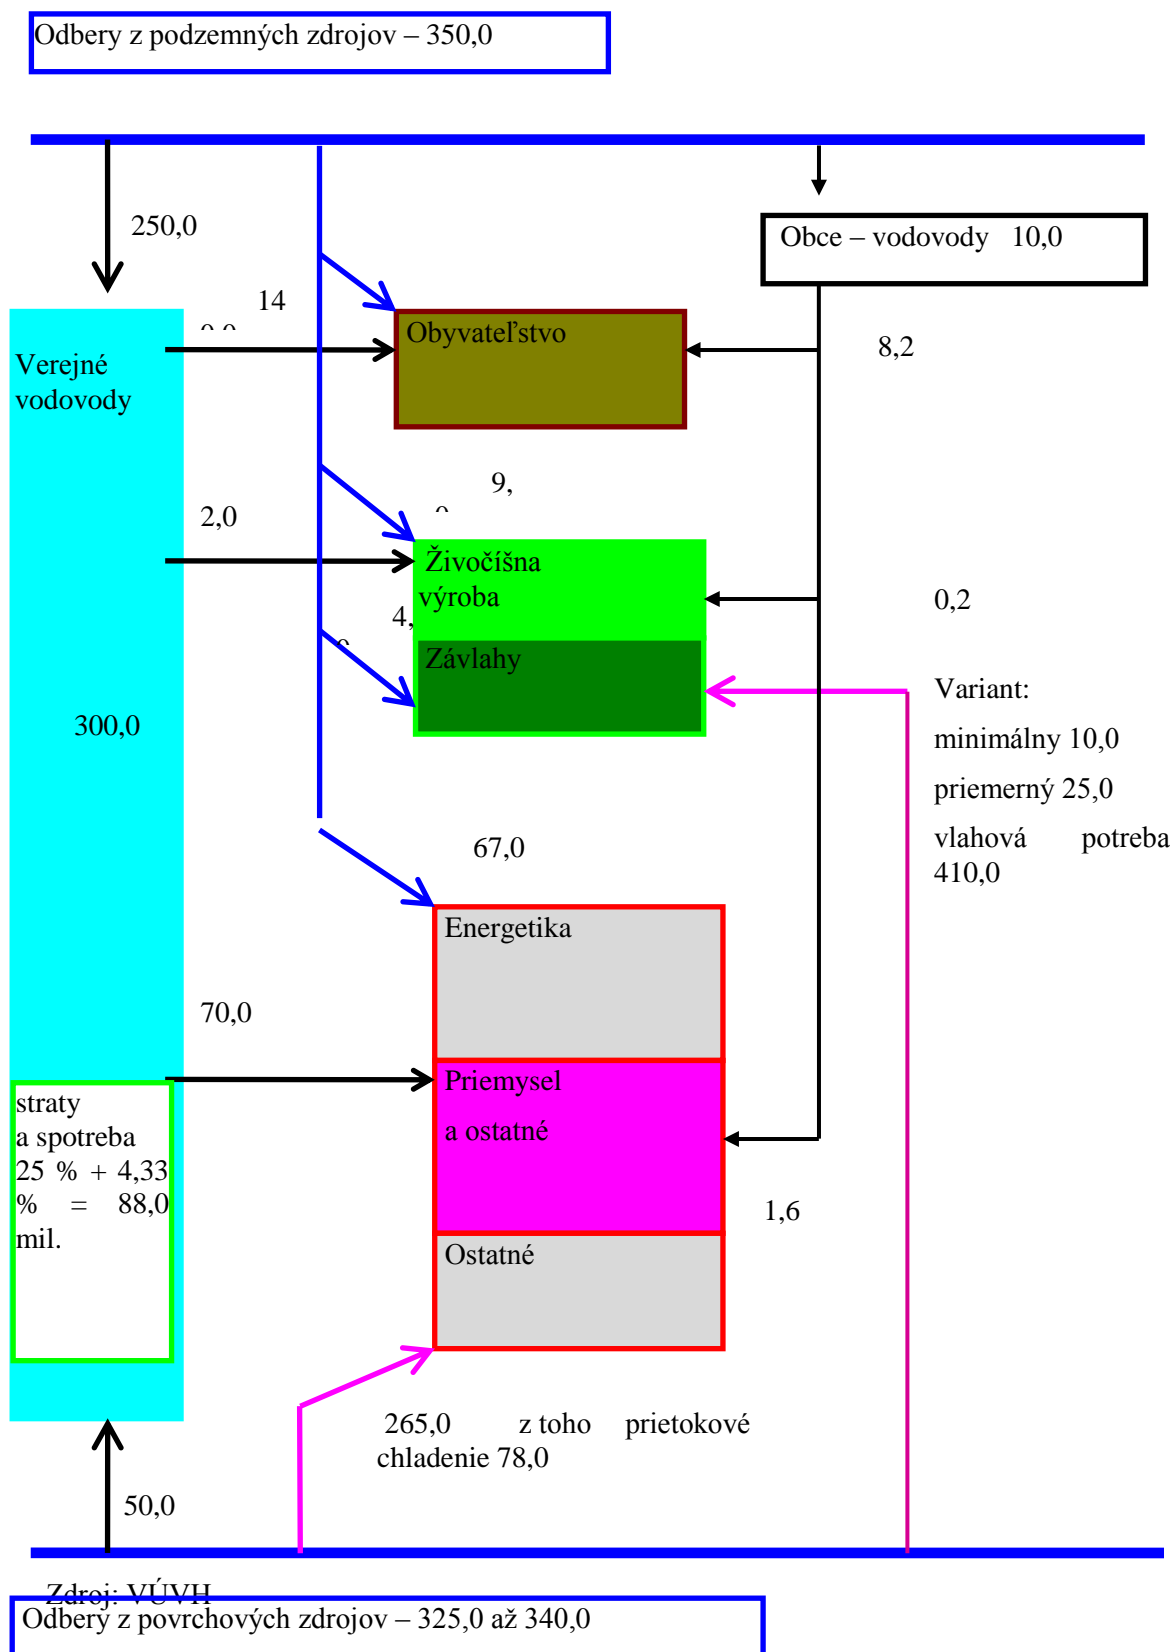 Odbery z podzemných zdrojov – 350,0
250,0
Obce – vodovody 10,0
14
Obyvateľstvo
8,2
Verejné
vodovody
9,
2,0
Živočíšna
výroba
0,2
4,
Závlahy
300,0
Variant:
minimálny 10,0
priemerný 25,0
vlahová potreba
410,0
67,0
Energetika
70,0
Priemysel
a ostatné
straty
a spotreba
25 % + 4,33
% = 88,0
mil.
1,6
Ostatné
265,0 z toho prietokové
chladenie 78,0
50,0
Zdroj: VÚVH
Odbery z povrchových zdrojov – 325,0 až 340,0